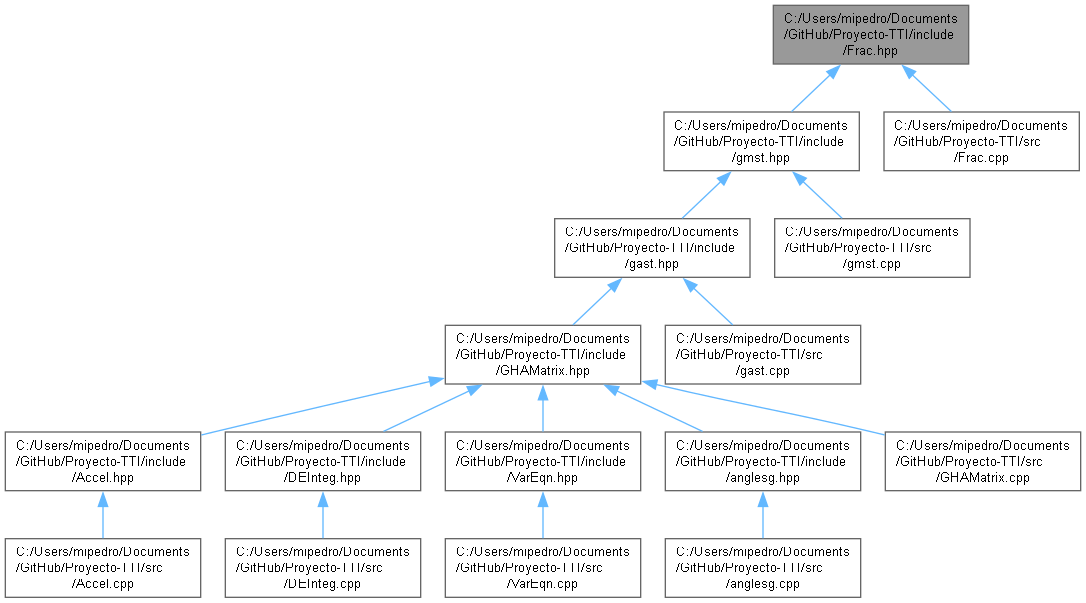 C:/Users/mipedro/Documents
/GitHub/Proyecto-TTI/include
/Frac.hpp
C:/Users/mipedro/Documents
/GitHub/Proyecto-TTI/include
/gmst.hpp
C:/Users/mipedro/Documents
/GitHub/Proyecto-TTI/src
/Frac.cpp
C:/Users/mipedro/Documents
/GitHub/Proyecto-TTI/include
/gast.hpp
C:/Users/mipedro/Documents
/GitHub/Proyecto-TTI/src
/gmst.cpp
C:/Users/mipedro/Documents
/GitHub/Proyecto-TTI/include
/GHAMatrix.hpp
C:/Users/mipedro/Documents
/GitHub/Proyecto-TTI/src
/gast.cpp
C:/Users/mipedro/Documents
/GitHub/Proyecto-TTI/include
/Accel.hpp
C:/Users/mipedro/Documents
/GitHub/Proyecto-TTI/include
/DEInteg.hpp
C:/Users/mipedro/Documents
/GitHub/Proyecto-TTI/include
/VarEqn.hpp
C:/Users/mipedro/Documents
/GitHub/Proyecto-TTI/include
/anglesg.hpp
C:/Users/mipedro/Documents
/GitHub/Proyecto-TTI/src
/GHAMatrix.cpp
C:/Users/mipedro/Documents
/GitHub/Proyecto-TTI/src
/Accel.cpp
C:/Users/mipedro/Documents
/GitHub/Proyecto-TTI/src
/DEInteg.cpp
C:/Users/mipedro/Documents
/GitHub/Proyecto-TTI/src
/VarEqn.cpp
C:/Users/mipedro/Documents
/GitHub/Proyecto-TTI/src
/anglesg.cpp